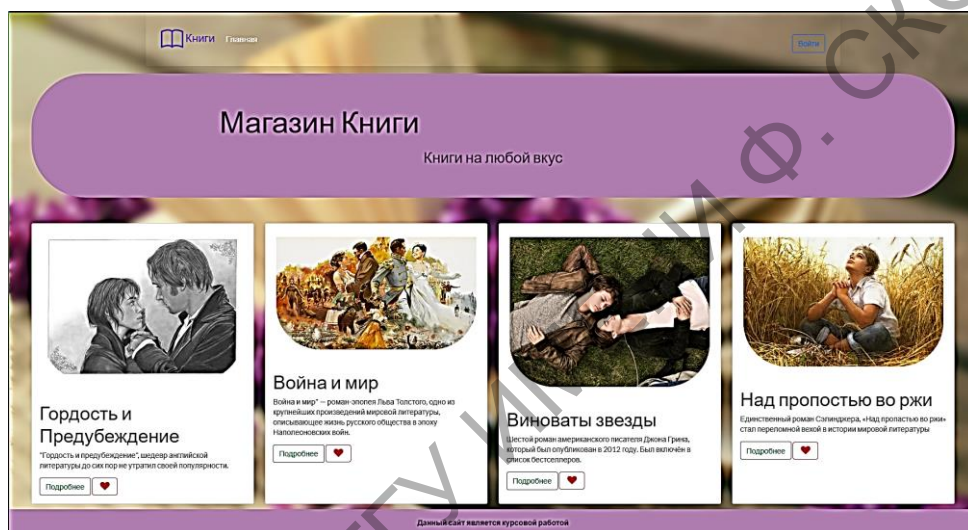 Книги Главная Войти
Магазин Книги
Книги на любой вкус
Гордость и
Предубеждение
"Гордость и предубеждение", шедевр английской
литературы до сих пор не утратил своей популярности.
Подробнее
Война и мир
Война и мир" — роман-эпопея Льва Толстого, одно из
крупнейших произведений мировой литературы,
описывающее жизнь русского общества в эпоху
Наполеоновских войн.
Подробнее
Виноваты звезды
Шестой роман американского писателя Джона Грина,
который был опубликован в 2012 году. Был включён в
список бестселлеров.
Подробнее
Над пропостью во ржи
Единственный роман Сэлинджера, «Над пропастью во ржи»
стал переломной вехой в истории мировой литературы
Подробнее
Данный сайт является курсовой работой
ГУ ИМЕНИ Ф. СКО